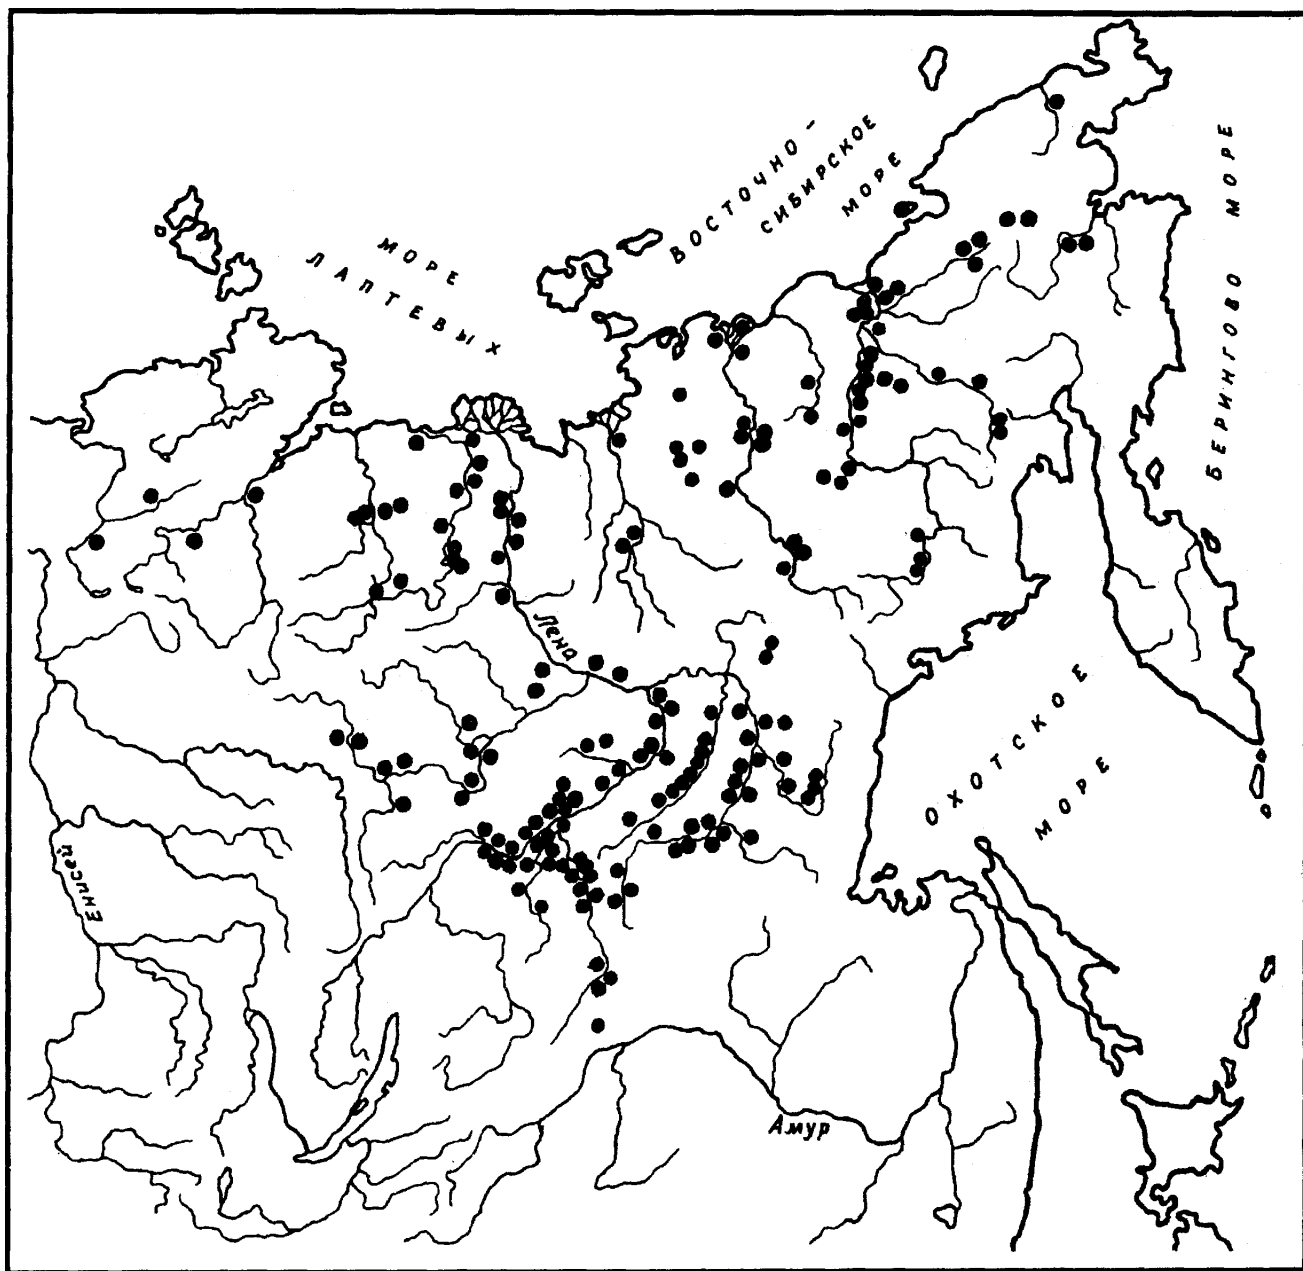 ВОСТОЧНО-
СИБИРСКОЕ
МОРЕ
БЕРИНГОВО МОРЕ
МОРЕ
ЛАПТЕВЫХ
Лена
ОХОТСКОЕ
МОРЕ
Енисей
Амур